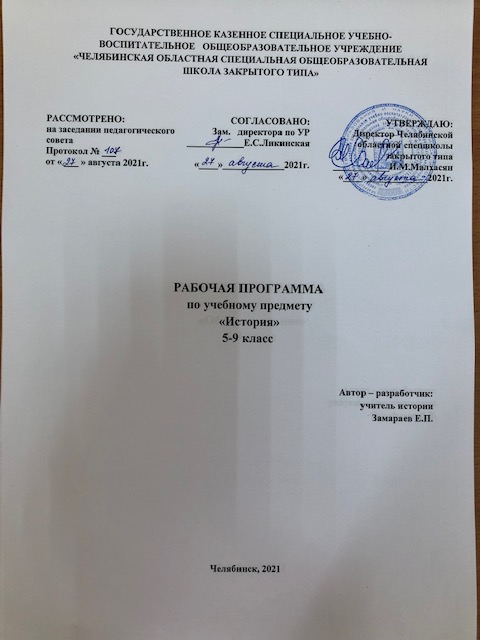 ГОСУДАРСТВЕННОЕ КАЗЕННОЕ СПЕЦИАЛЬНОЕ УЧЕБНО-
ВОСПИТАТЕЛЬНОЕ ОБЩЕОБРАЗОВАТЕЛЬНОЕ УЧРЕЖДЕНИЕ
«ЧЕЛЯБИНСКАЯ ОБЛАСТНАЯ СПЕЦИАЛЬНАЯ ОБЩЕОБРАЗОВАТЕЛЬНАЯ
ШКОЛА ЗАКРЫТОГО ТИПА»
РАССМОТРЕНО:
на заседании педагогического
совета
Протокол № 107
от «27» августа 2021г.
СОГЛАСОВАНО:
Зам. директора по УР
Е.С.Ликинская
«27» августа 2021г.
УТВЕРЖДАЮ:
Директор Челябинской
областной спецшколы
закрытого типа
И.М.Малхасян
«27» августа 2021г.
РАБОЧАЯ ПРОГРАММА
по учебному предмету
«История»
5-9 класс
Автор – разработчик:
учитель истории
Замараев Е.П.
Челябинск, 2021